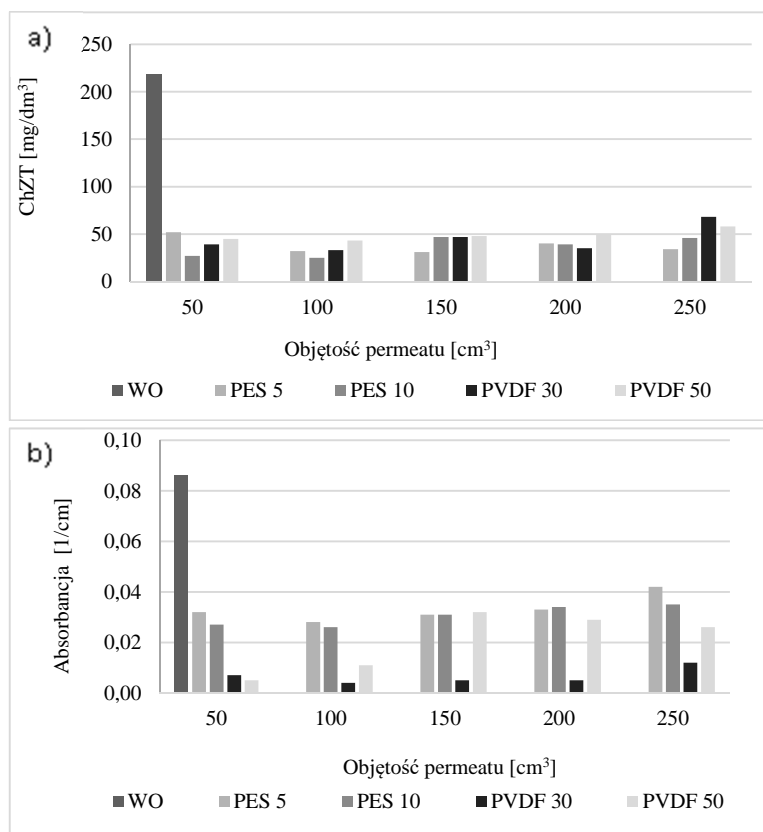 a)
250
200
150
100
50
0
ChZT [mg/dm³]
50 100 150 200 250
Objętość permeatu [cm³]
WO PES 5 PES 10 PVDF 30 PVDF 50
b)
0,10
0,08
0,06
0,04
0,02
0,00
Absorbancja [1/cm]
50 100 150 200 250
Objętość permeatu [cm³]
WO PES 5 PES 10 PVDF 30 PVDF 50